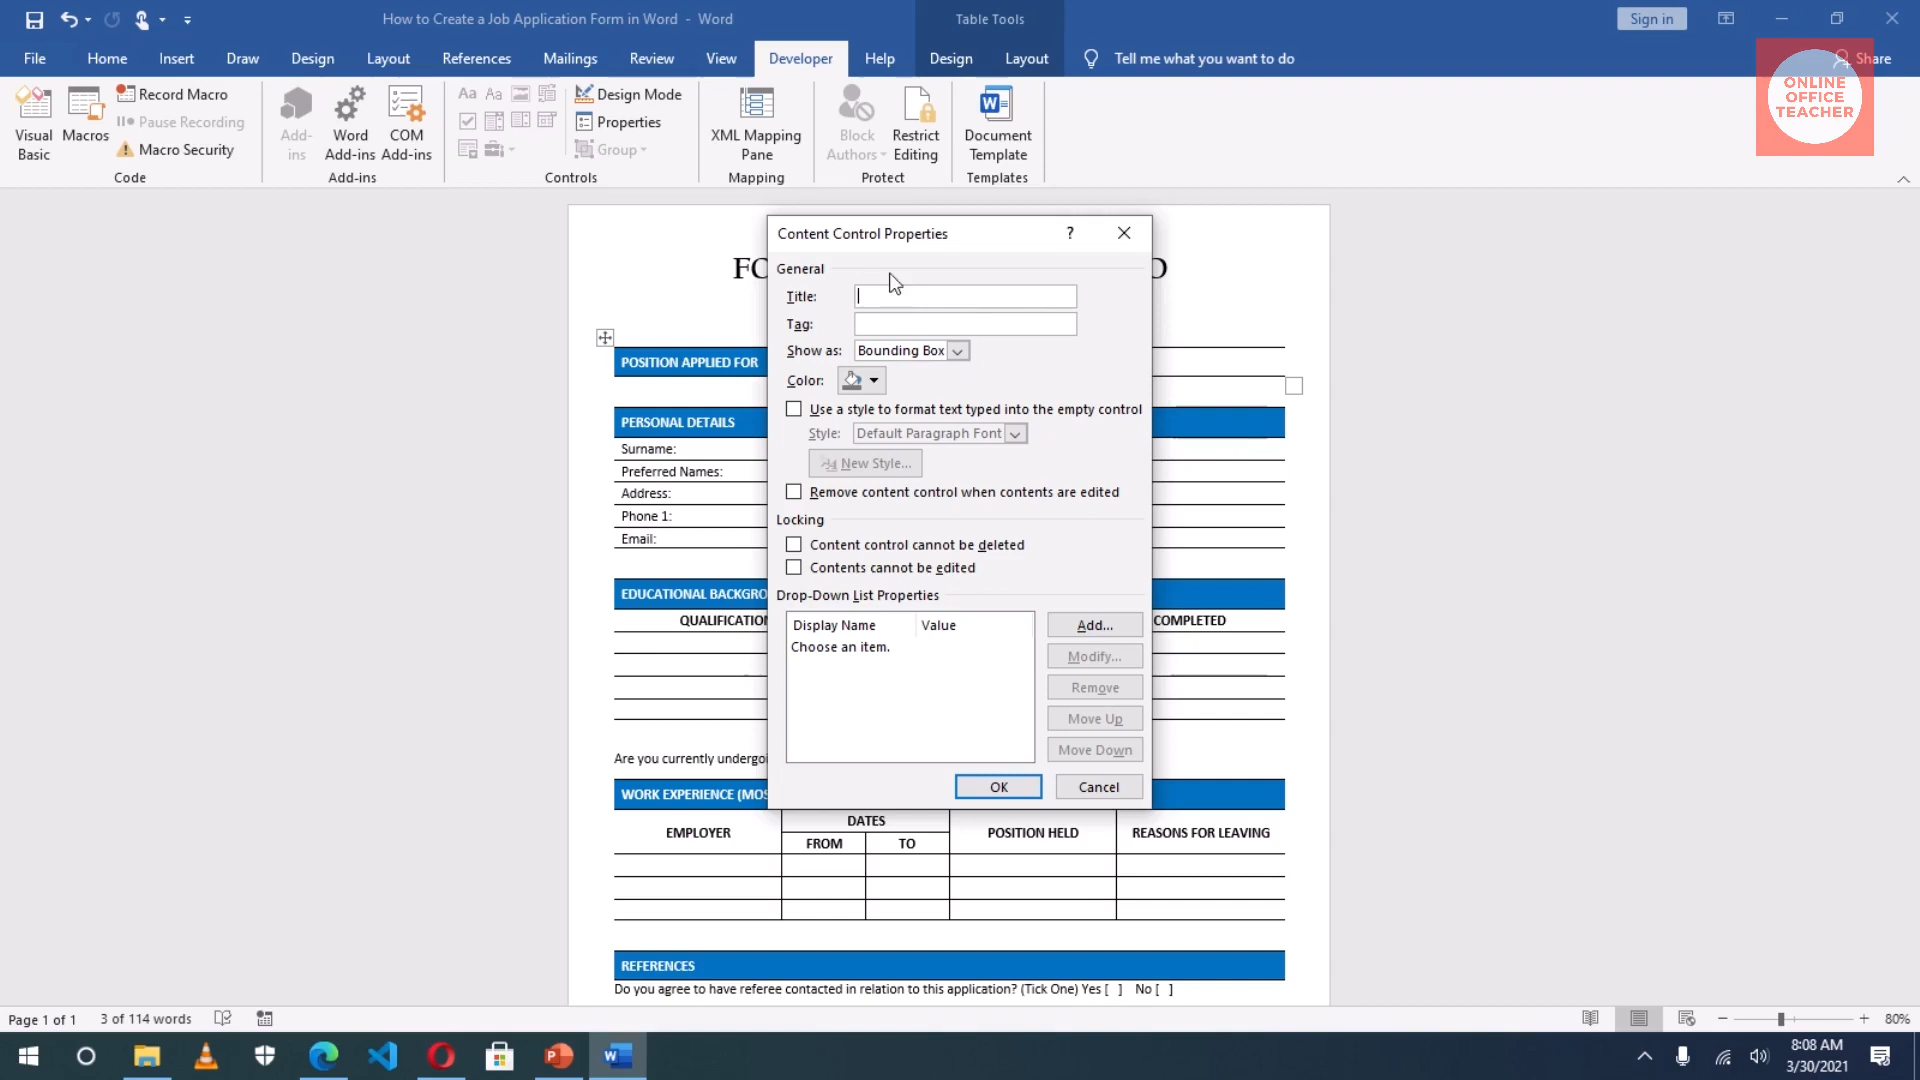 How to Create a Job Application Form in Word - Word
Table Tools
Sign in
File
Home
Insert
Draw
Design
Layout
References
Mailings
Review
View
Developer
Help
Design
Layout
Tell me what you want to do
Share
ONLINE
OFFICE
TEACHER
Visual
Basic
Macros
Record Macro
Pause Recording
Macro Security
Code
Add-
ins
Word
Add-ins
COM
Add-ins
Add-ins
Aa Aa
Design Mode
Properties
Group
Controls
XML Mapping
Pane
Mapping
Block
Authors
Restrict
Editing
Protect
Document
Template
Templates
Content Control Properties
?
General
Title:
Tag:
Show as: Bounding Box
Color:
Use a style to format text typed into the empty control
Style: Default Paragraph Font
New Style...
Remove content control when contents are edited
Locking
Content control cannot be deleted
Contents cannot be edited
Drop-Down List Properties
Display Name Value
Choose an item.
Add...
Modify...
Remove
Move Up
Move Down
OK
Cancel
FO
POSITION APPLIED FOR
PERSONAL DETAILS
Surname:
Preferred Names:
Address:
Phone 1:
Email:
EDUCATIONAL BACKGRO
QUALIFICATION
COMPLETED
Are you currently undergoi
WORK EXPERIENCE (MOS
EMPLOYER
DATES
FROM
TO
POSITION HELD
REASONS FOR LEAVING
REFERENCES
Do you agree to have referee contacted in relation to this application? (Tick One) Yes [ ] No [ ]
Page 1 of 1
3 of 114 words
80%
8:08 AM
3/30/2021